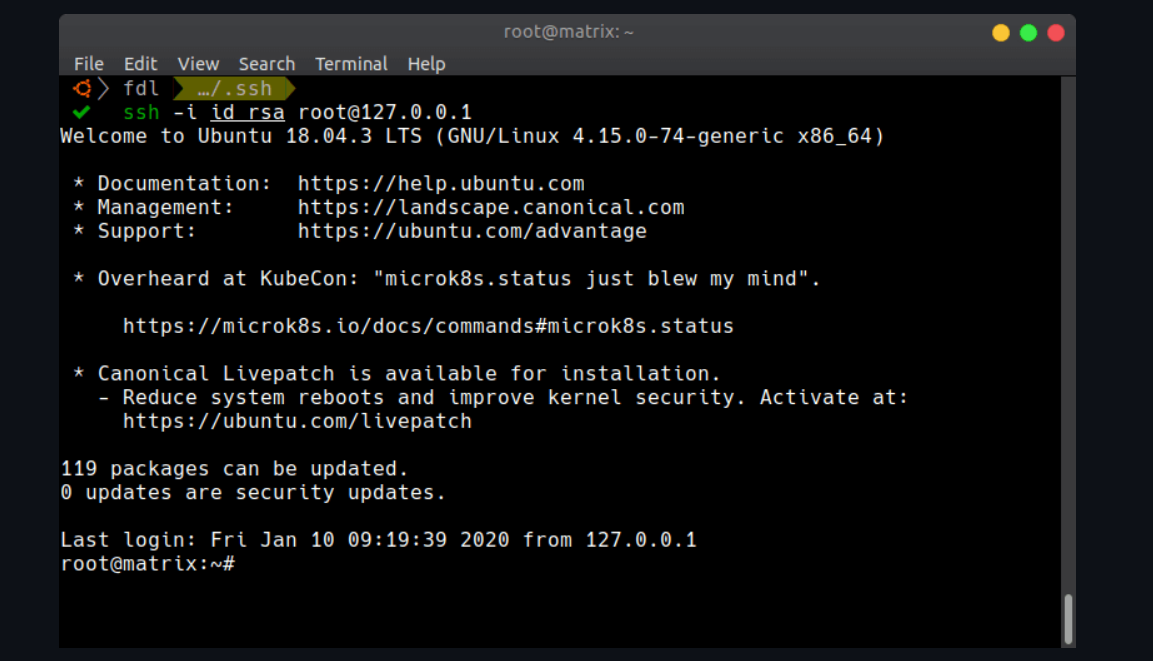 root@matrix: ~
File Edit View Search Terminal Help
fdl …/.ssh
ssh -i id_rsa root@127.0.0.1
Welcome to Ubuntu 18.04.3 LTS (GNU/Linux 4.15.0-74-generic x86_64)
* Documentation: https://help.ubuntu.com
* Management: https://landscape.canonical.com
* Support: https://ubuntu.com/advantage
* Overheard at KubeCon: "microk8s.status just blew my mind".
https://microk8s.io/docs/commands#microk8s.status
* Canonical Livepatch is available for installation.
- Reduce system reboots and improve kernel security. Activate at:
https://ubuntu.com/livepatch
119 packages can be updated.
0 updates are security updates.
Last login: Fri Jan 10 09:19:39 2020 from 127.0.0.1
root@matrix:~#